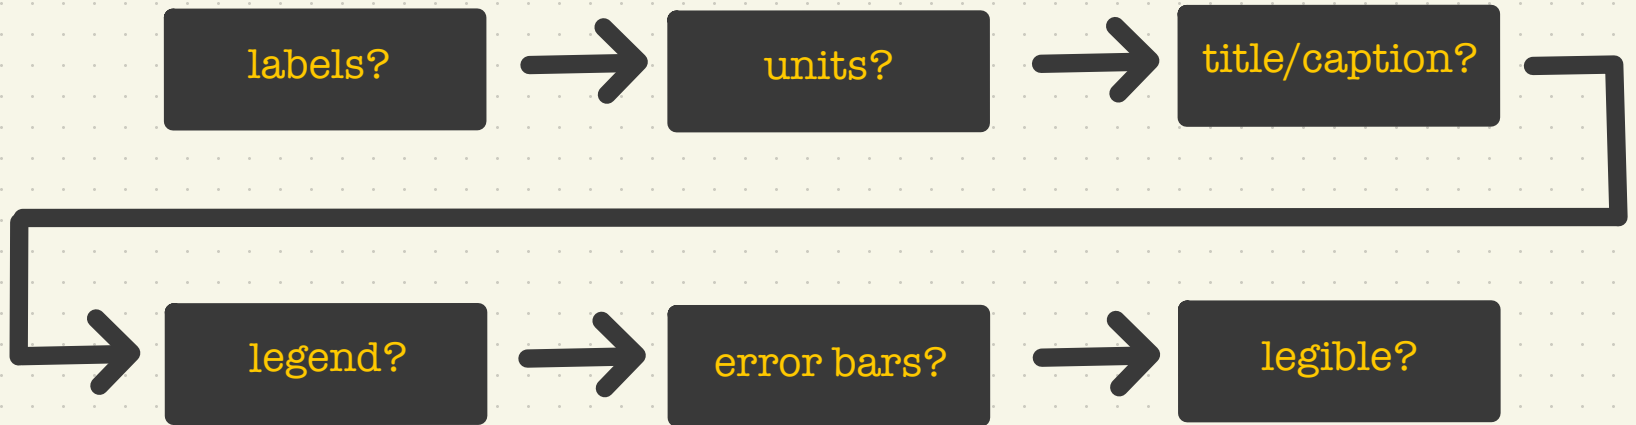 labels?
units?
title/caption?
legend?
error bars?
legible?